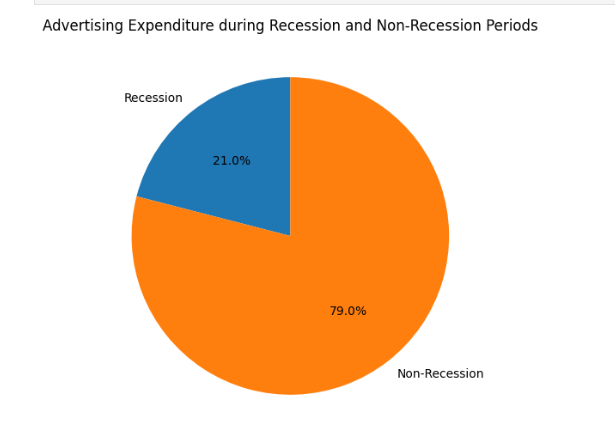 Advertising Expenditure during Recession and Non-Recession Periods
Recession
21.0%
79.0%
Non-Recession